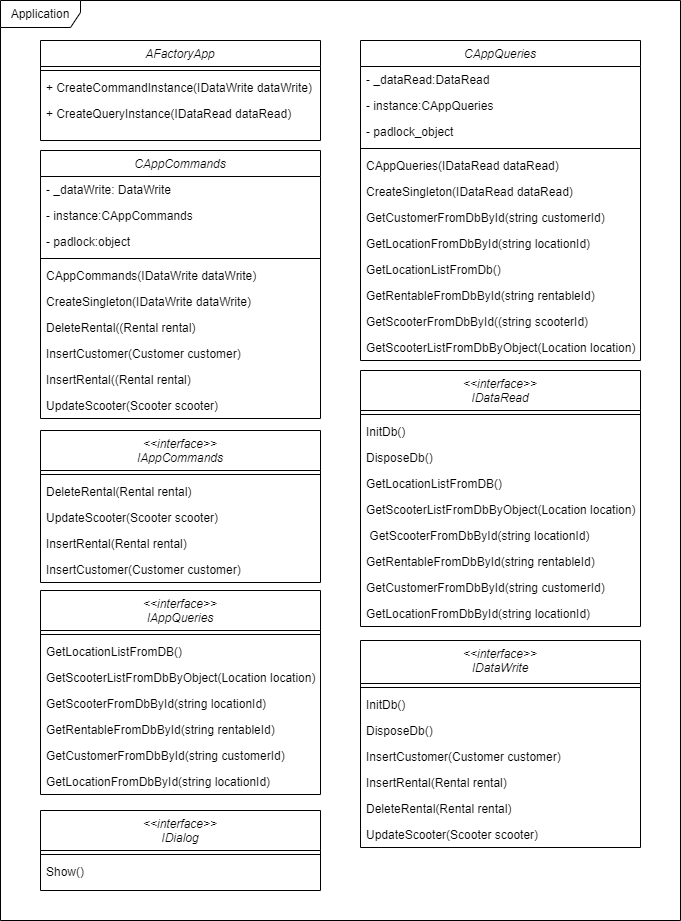 Application
AFactoryApp
+ CreateCommandInstance(IDataWrite dataWrite)
+ CreateQueryInstance(IDataRead dataRead)
CAppCommands
- _dataWrite: DataWrite
- instance:CAppCommands
- padlock:object
CAppCommands(IDataWrite dataWrite)
CreateSingleton(IDataWrite dataWrite)
DeleteRental((Rental rental)
InsertCustomer(Customer customer)
InsertRental((Rental rental)
UpdateScooter(Scooter scooter)
<<interface>>
IAppCommands
DeleteRental(Rental rental)
UpdateScooter(Scooter scooter)
InsertRental(Rental rental)
InsertCustomer(Customer customer)
<<interface>>
IAppQueries
GetLocationListFromDB()
GetScooterListFromDbByObject(Location location)
GetScooterFromDbById(string locationId)
GetRentableFromDbById(string rentableId)
GetCustomerFromDbById(string customerId)
GetLocationFromDbById(string locationId)
<<interface>>
IDialog
Show()
CAppQueries
- _dataRead:DataRead
- instance:CAppQueries
- padlock_object
CAppQueries(IDataRead dataRead)
CreateSingleton(IDataRead dataRead)
GetCustomerFromDbById(string customerId)
GetLocationFromDbById(string locationId)
GetLocationListFromDb()
GetRentableFromDbById(string rentableId)
GetScooterFromDbById((string scooterId)
GetScooterListFromDbByObject(Location location)
<<interface>>
IDataRead
InitDb()
DisposeDb()
GetLocationListFromDB()
GetScooterListFromDbByObject(Location location)
GetScooterFromDbById(string locationId)
GetRentableFromDbById(string rentableId)
GetCustomerFromDbById(string customerId)
GetLocationFromDbById(string locationId)
<<interface>>
IDataWrite
InitDb()
DisposeDb()
InsertCustomer(Customer customer)
InsertRental(Rental rental)
DeleteRental(Rental rental)
UpdateScooter(Scooter scooter)